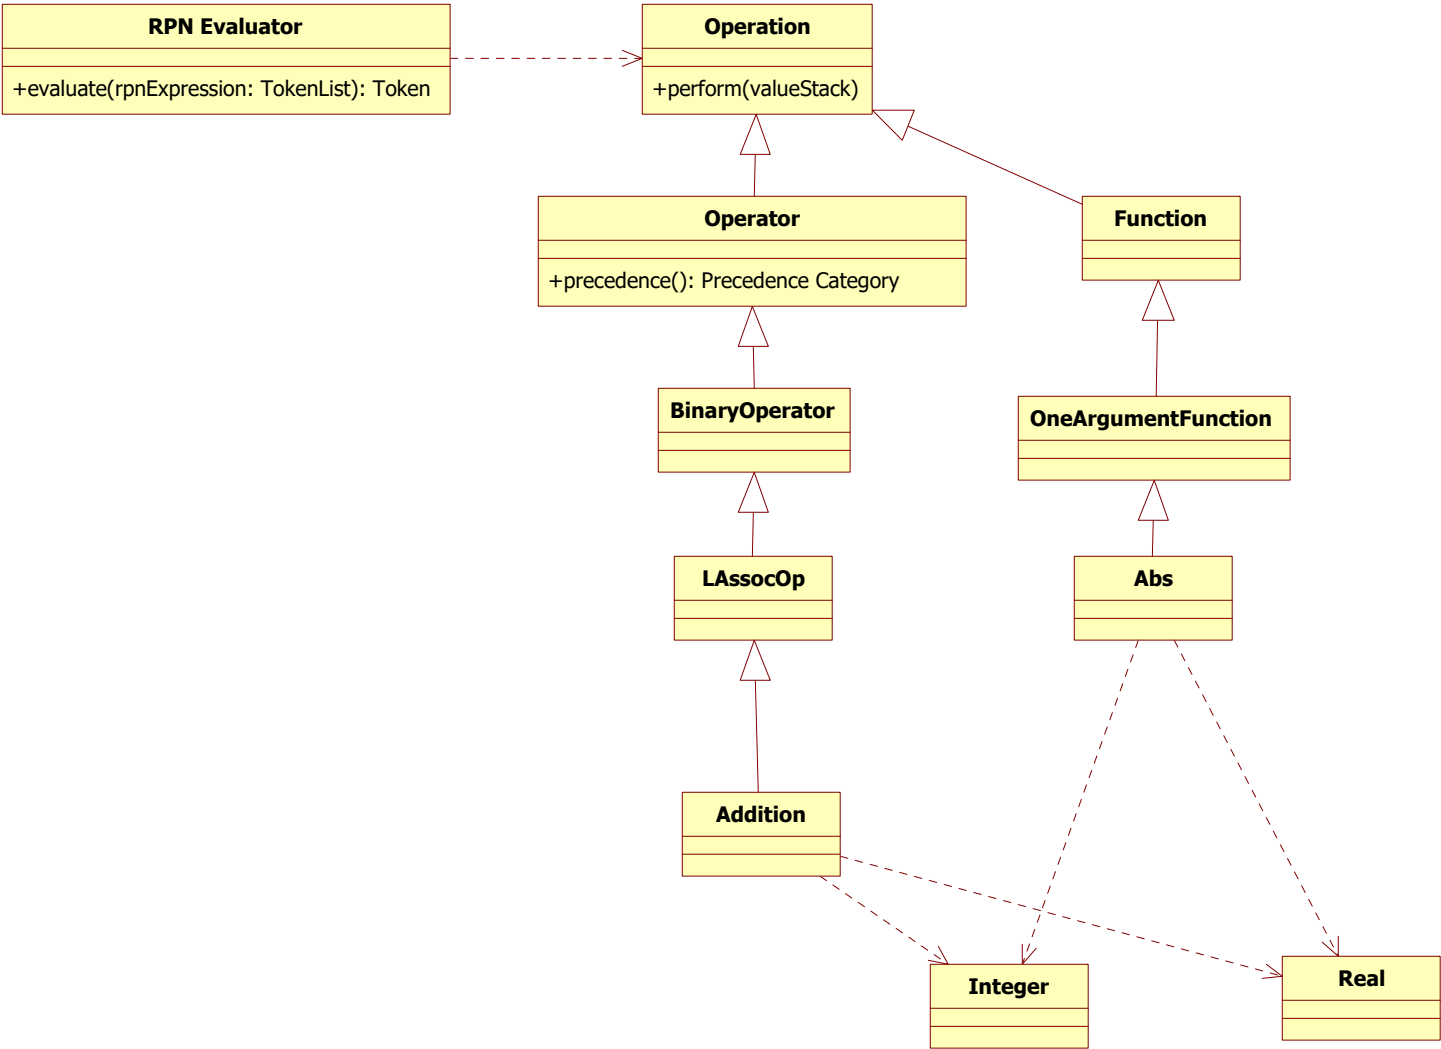 RPN Evaluator
+evaluate(rpnExpression: TokenList): Token
Operation
+perform(valueStack)
Operator
+precedence(): Precedence Category
Function
BinaryOperator
OneArgumentFunction
LAssocOp
Abs
Addition
Integer
Real